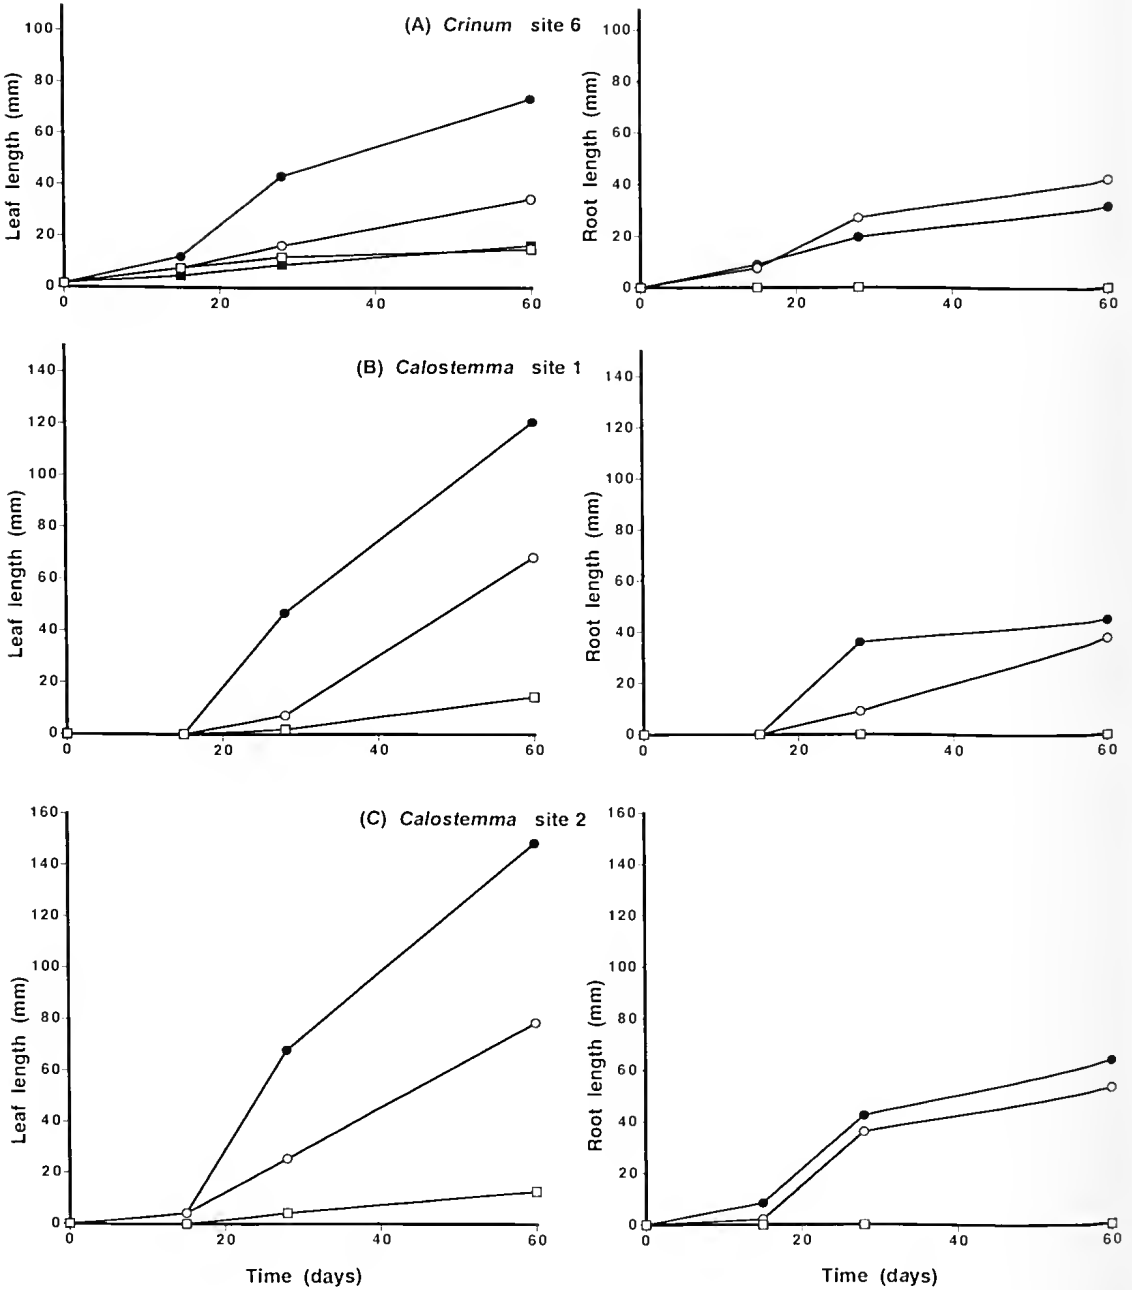 (A) Crinum site 6
Leaf length (mm)
100
80
60
40
20
0
0 20 40 60
Root length (mm)
100
80
60
40
20
0
0 20 40 60
(B) Calostemma site 1
Leaf length (mm)
140
120
100
80
60
40
20
0
0 20 40 60
Root length (mm)
140
120
100
80
60
40
20
0
0 20 40 60
(C) Calostemma site 2
Leaf length (mm)
160
140
120
100
80
60
40
20
0
0 20 40 60
Time (days)
Root length (mm)
160
140
120
100
80
60
40
20
0
0 20 40 60
Time (days)